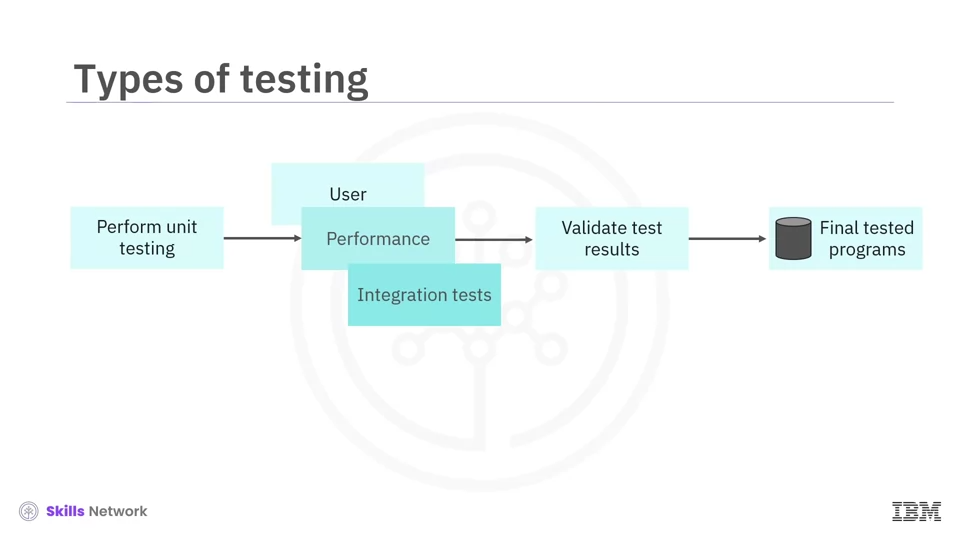 Types of testing
Perform unit
testing
User
Performance
Integration tests
Validate test
results
Final tested
programs
Skills Network
IBM